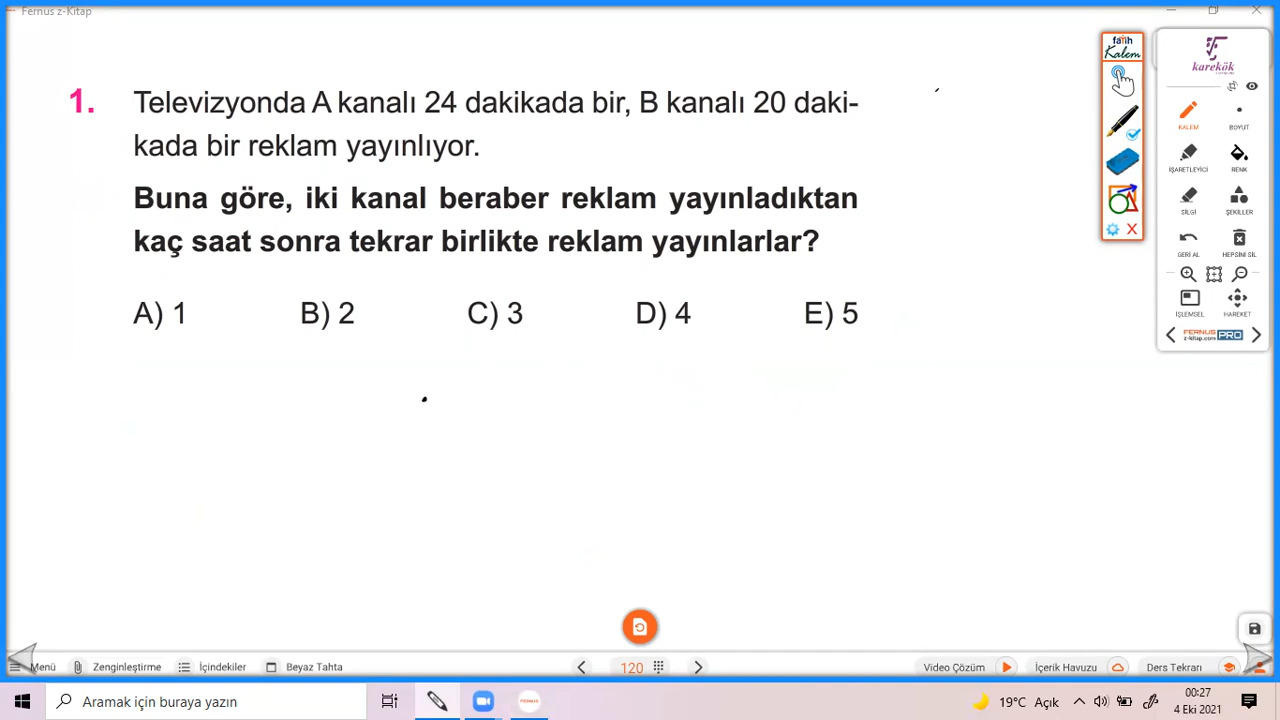 Fernus z-Kitap
1. Televizyonda A kanalı 24 dakikada bir, B kanalı 20 daki-
kada bir reklam yayınlıyor.
Buna göre, iki kanal beraber reklam yayınladıktan
kaç saat sonra tekrar birlikte reklam yayınlarlar?
A) 1 B) 2 C) 3 D) 4 E) 5
fatih
Kalem
karekök
KALEM BOYUT
İŞARETLEYİCİ RENK
SİLGİ ŞEKİLLER
GERİ AL HEPSİNİ SİL
İŞLEMSEL HAREKET
FERNUS
z-kitap.com PRO
Menü Zenginleştirme İçindekiler Beyaz Tahta 120 Video Çözüm İçerik Havuzu Ders Tekrarı
Aramak için buraya yazın FERNUS 19°C Açık 00:27
4 Eki 2021